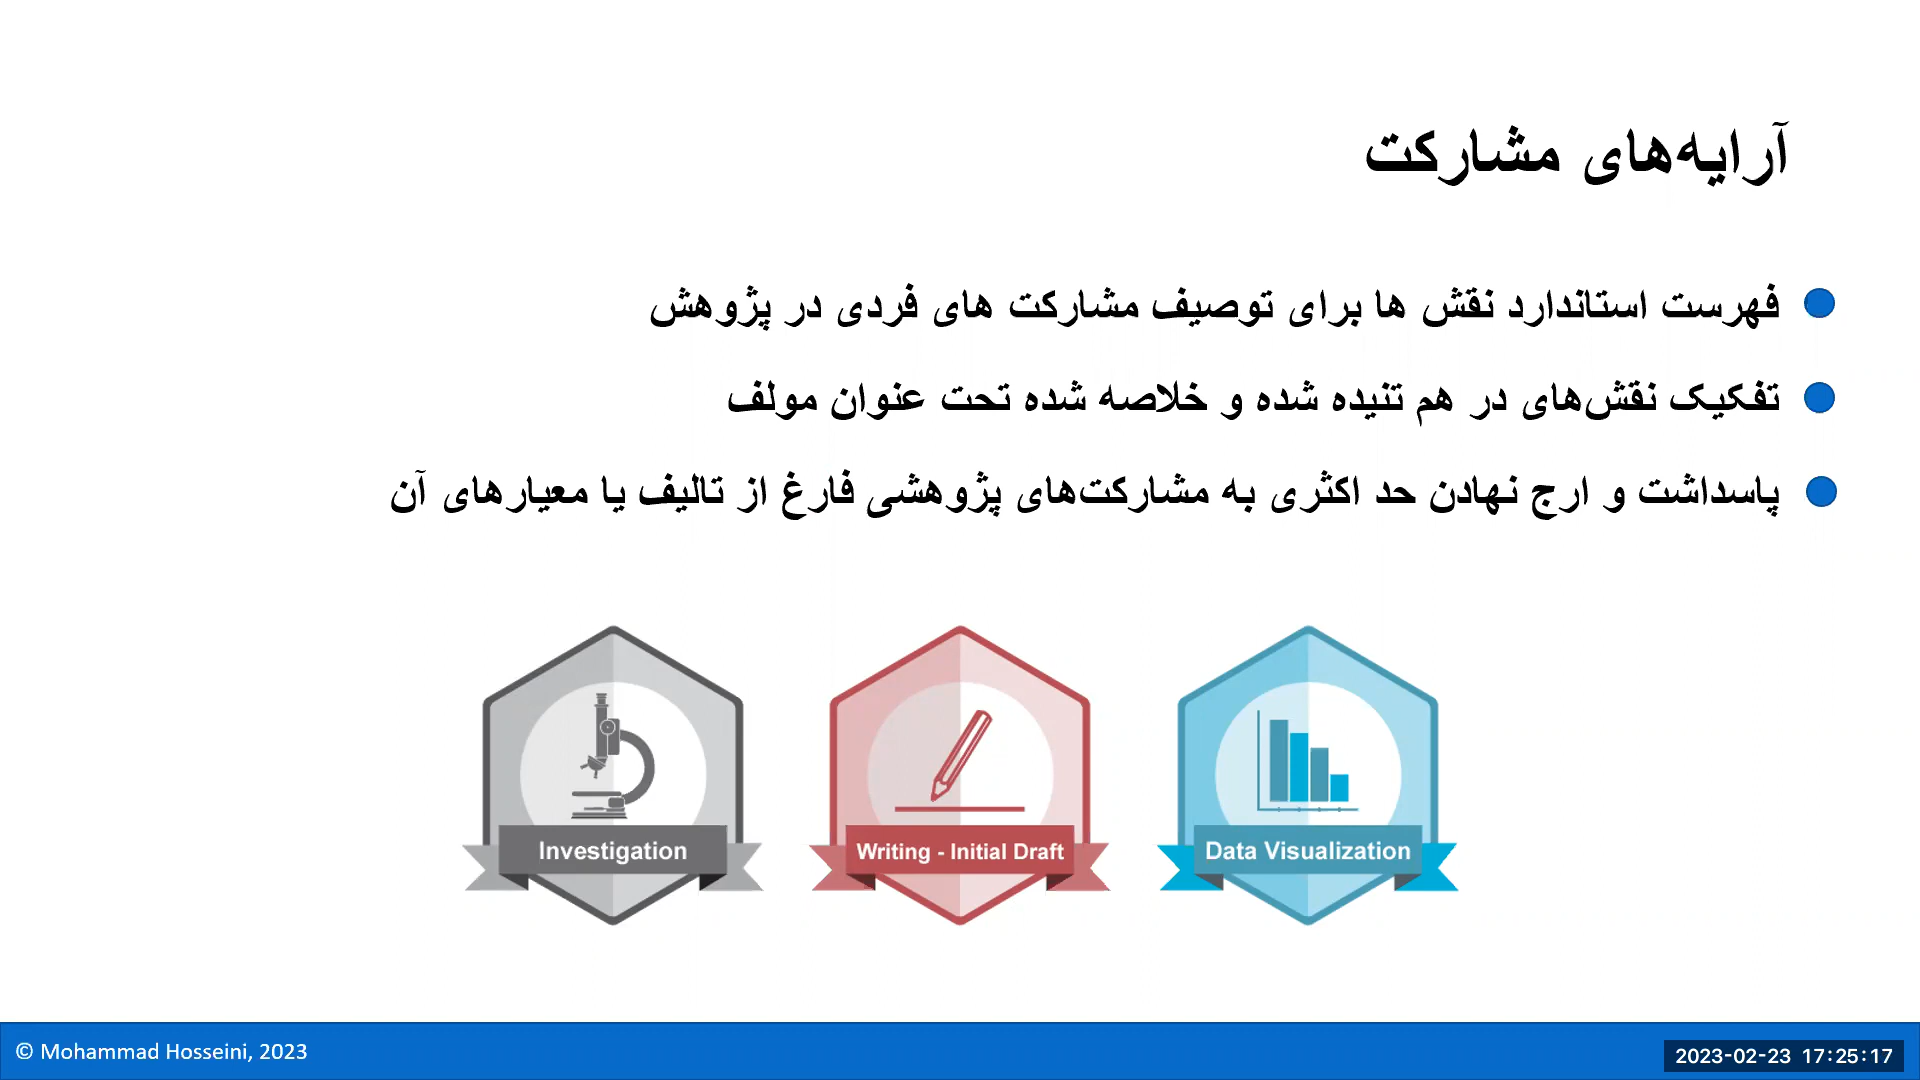 آرایه‌های مشارکت
فهرست استاندارد نقش ها برای توصیف مشارکت های فردی در پژوهش
تفکیک نقش‌های در هم تنیده شده و خلاصه شده تحت عنوان مولف
پاسداشت و ارج نهادن حد اکثری به مشارکت‌های پژوهشی فارغ از تالیف یا معیارهای آن
Investigation
Writing - Initial Draft
Data Visualization
© Mohammad Hosseini, 2023
2023-02-23 17:25:17